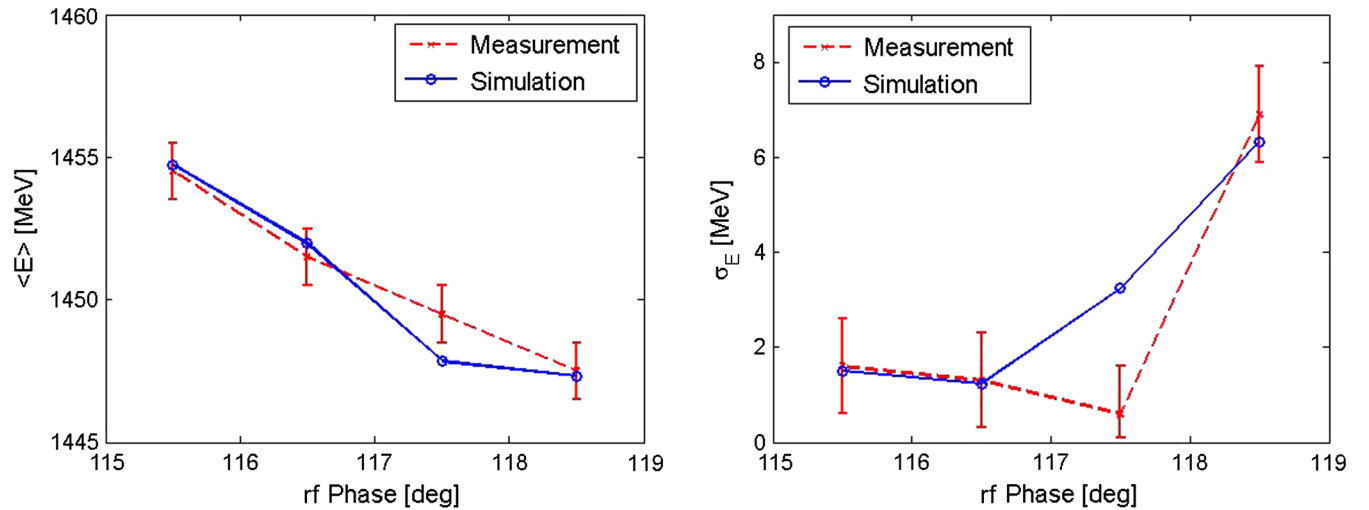 1460
1455
1450
1445
<E> [MeV]
Measurement
Simulation
115
116
117
118
119
rf Phase [deg]
8
6
4
2
0
σE [MeV]
Measurement
Simulation
115
116
117
118
119
rf Phase [deg]